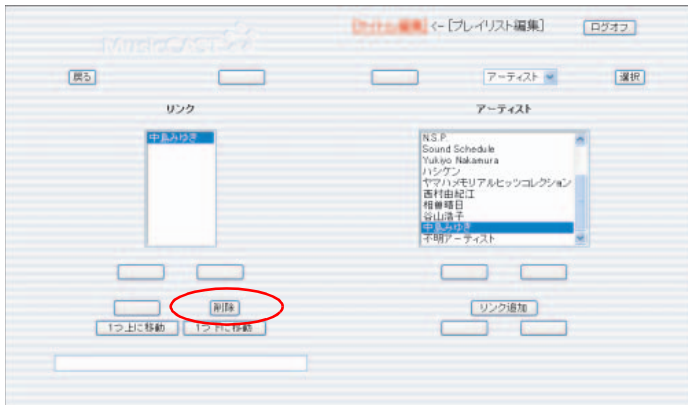 MusicCAST
[タイトル編集] <- [プレイリスト編集] ログオフ
戻る アーティスト 選択
リンク アーティスト
中島みゆき
N.S.P
Sound Schedule
Yukiyo Nakamura
ハシケン
ヤマハメモリアルヒッツコレクション
西村由紀江
相曽晴日
谷山浩子
中島みゆき
不明アーティスト
削除 リンク追加
1つ上に移動 1つ下に移動